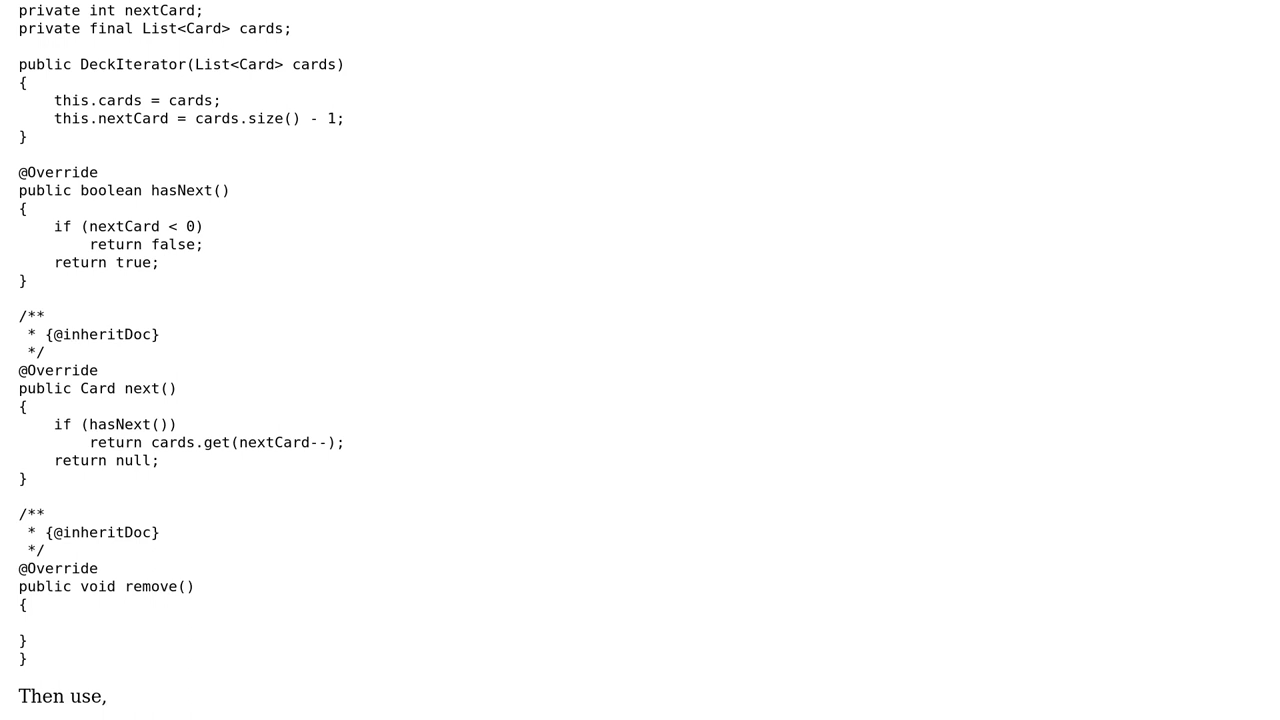 private int nextCard;
private final List<Card> cards;

public DeckIterator(List<Card> cards)
{
    this.cards = cards;
    this.nextCard = cards.size() - 1;
}

@Override
public boolean hasNext()
{
    if (nextCard < 0)
        return false;
    return true;
}

/**
 * {@inheritDoc}
 */
@Override
public Card next()
{
    if (hasNext())
        return cards.get(nextCard--);
    return null;
}

/**
 * {@inheritDoc}
 */
@Override
public void remove()
{

}
}
Then use,